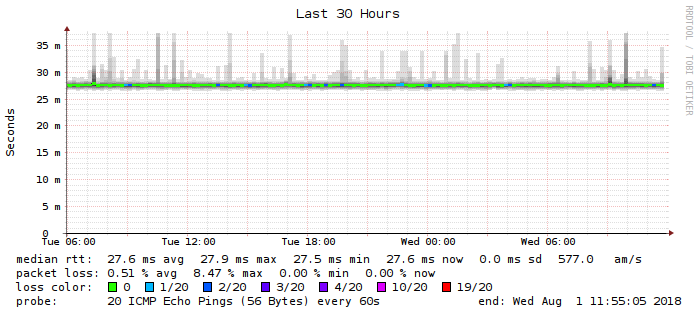 Last 30 Hours
RRDTOOL / TOBI OETIKER
Seconds
35 m
30 m
25 m
20 m
15 m
10 m
5 m
0
Tue 06:00 Tue 12:00 Tue 18:00 Wed 00:00 Wed 06:00
median rtt: 27.6 ms avg 27.9 ms max 27.5 ms min 27.6 ms now 0.0 ms sd 577.0 am/s
packet loss: 0.51 % avg 8.47 % max 0.00 % min 0.00 % now
loss color: 0 1/20 2/20 3/20 4/20 10/20 19/20
probe: 20 ICMP Echo Pings (56 Bytes) every 60s end: Wed Aug 1 11:55:05 2018